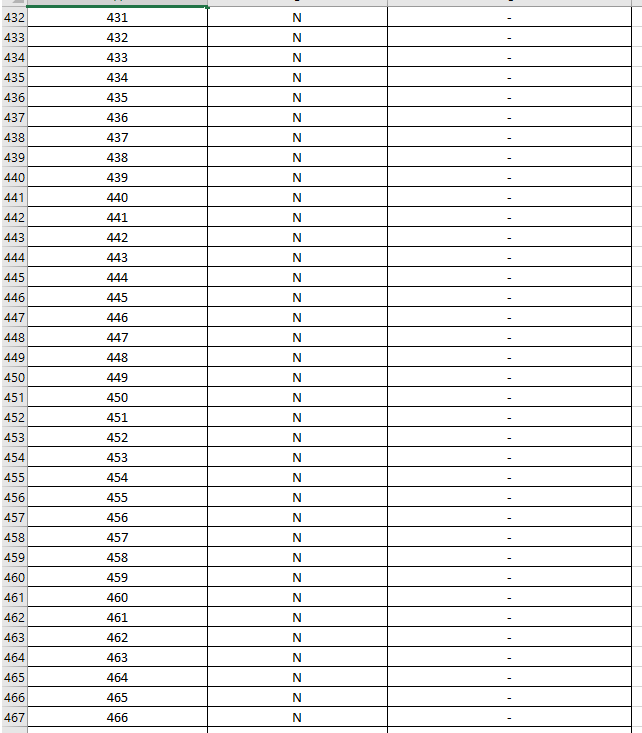 432 431 N -
433 432 N -
434 433 N -
435 434 N -
436 435 N -
437 436 N -
438 437 N -
439 438 N -
440 439 N -
441 440 N -
442 441 N -
443 442 N -
444 443 N -
445 444 N -
446 445 N -
447 446 N -
448 447 N -
449 448 N -
450 449 N -
451 450 N -
452 451 N -
453 452 N -
454 453 N -
455 454 N -
456 455 N -
457 456 N -
458 457 N -
459 458 N -
460 459 N -
461 460 N -
462 461 N -
463 462 N -
464 463 N -
465 464 N -
466 465 N -
467 466 N -